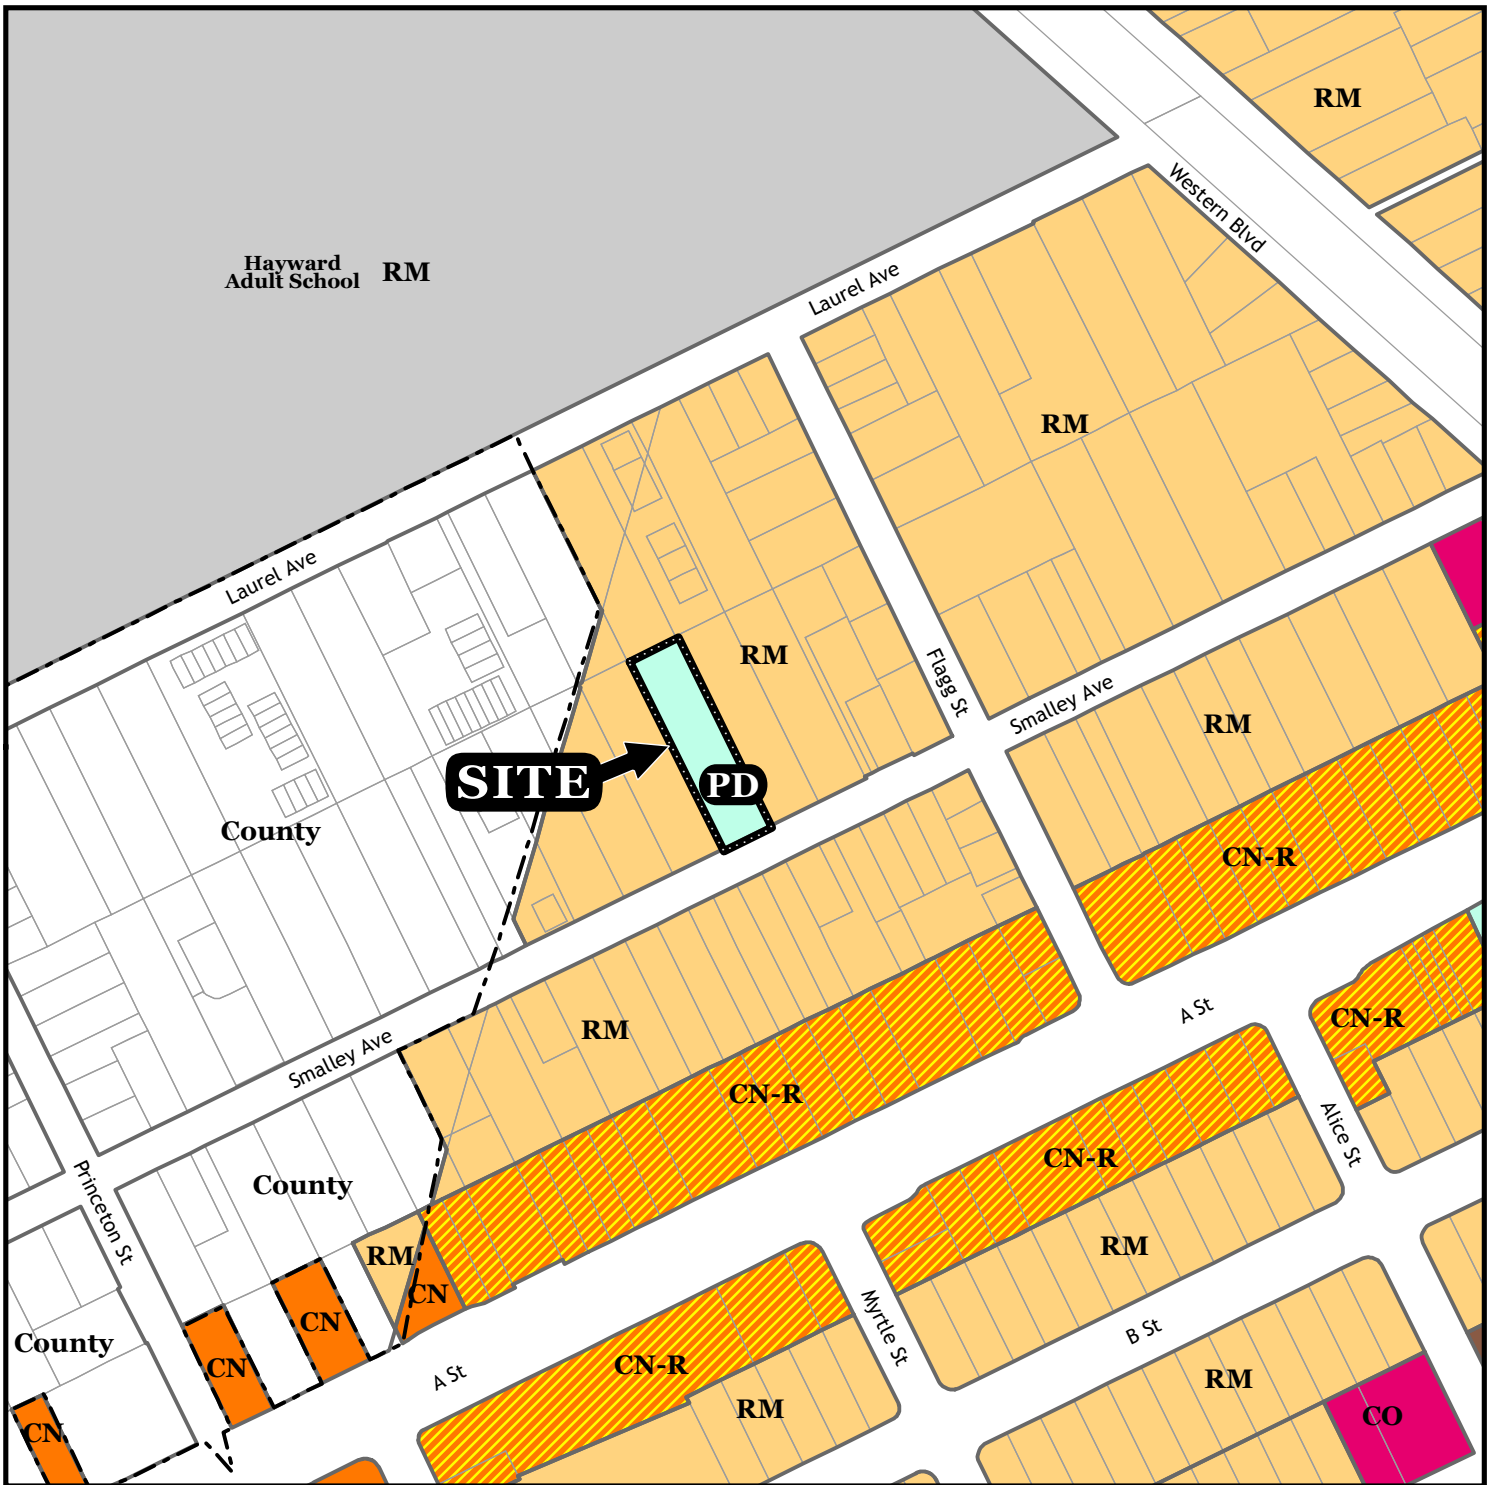 RM
Western Blvd
Hayward
Adult School
RM
Laurel Ave
RM
Laurel Ave
RM
Flagg St
Smalley Ave
RM
SITE
PD
County
CN-R
RM
A St
CN-R
Smalley Ave
CN-R
Alice St
CN-R
Princeton St
County
RM
RM
CN
CN
Myrtle St
B St
County
CN
A St
CN-R
RM
RM
CO
CN